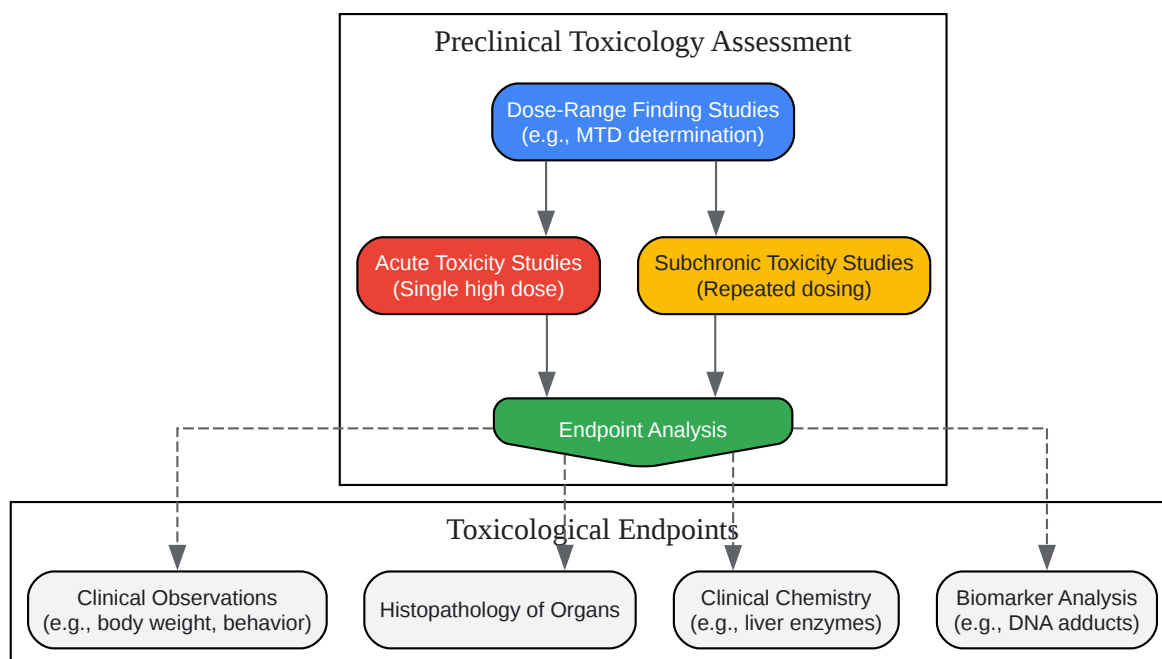 Preclinical Toxicology Assessment
Dose-Range Finding Studies
(e.g., MTD determination)
Acute Toxicity Studies
(Single high dose)
Subchronic Toxicity Studies
(Repeated dosing)
Endpoint Analysis
Toxicological Endpoints
Clinical Observations
(e.g., body weight, behavior)
Histopathology of Organs
Clinical Chemistry
(e.g., liver enzymes)
Biomarker Analysis
(e.g., DNA adducts)